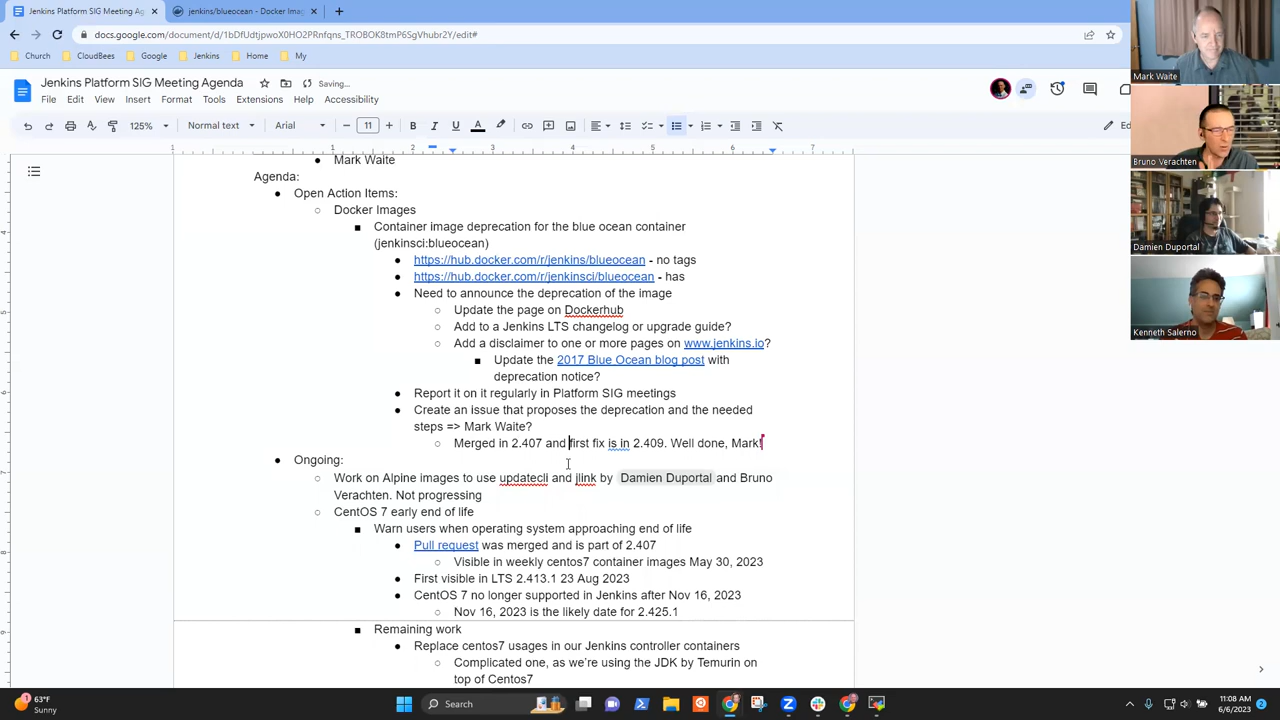 Jenkins Platform SIG Meeting Ag
jenkins/blueocean - Docker Imag
docs.google.com/document/d/1bDfUdtjpwoX0HO2PRnfqns_TROBOK8tmP6SgVhubr2Y/edit#
Church
CloudBees
Google
Jenkins
Home
My
Jenkins Platform SIG Meeting Agenda
Saving...
File Edit View Insert Format Tools Extensions Help Accessibility
125%
Normal text
Arial
11
Ed
Mark Waite
Agenda:
Open Action Items:
Docker Images
Container image deprecation for the blue ocean container
(jenkinsci:blueocean)
https://hub.docker.com/r/jenkins/blueocean - no tags
https://hub.docker.com/r/jenkinsci/blueocean - has
Need to announce the deprecation of the image
Update the page on Dockerhub
Add to a Jenkins LTS changelog or upgrade guide?
Add a disclaimer to one or more pages on www.jenkins.io?
Update the 2017 Blue Ocean blog post with
deprecation notice?
Report it on it regularly in Platform SIG meetings
Create an issue that proposes the deprecation and the needed
steps => Mark Waite?
Merged in 2.407 and first fix is in 2.409. Well done, Mark!
Ongoing:
Work on Alpine images to use updatecli and jlink by Damien Duportal and Bruno
Verachten. Not progressing
CentOS 7 early end of life
Warn users when operating system approaching end of life
Pull request was merged and is part of 2.407
Visible in weekly centos7 container images May 30, 2023
First visible in LTS 2.413.1 23 Aug 2023
CentOS 7 no longer supported in Jenkins after Nov 16, 2023
Nov 16, 2023 is the likely date for 2.425.1
Remaining work
Replace centos7 usages in our Jenkins controller containers
Complicated one, as we're using the JDK by Temurin on
top of Centos7
Mark Waite
Bruno Verachten
Damien Duportal
Kenneth Salerno
63°F
Sunny
Search
11:08 AM
6/6/2023